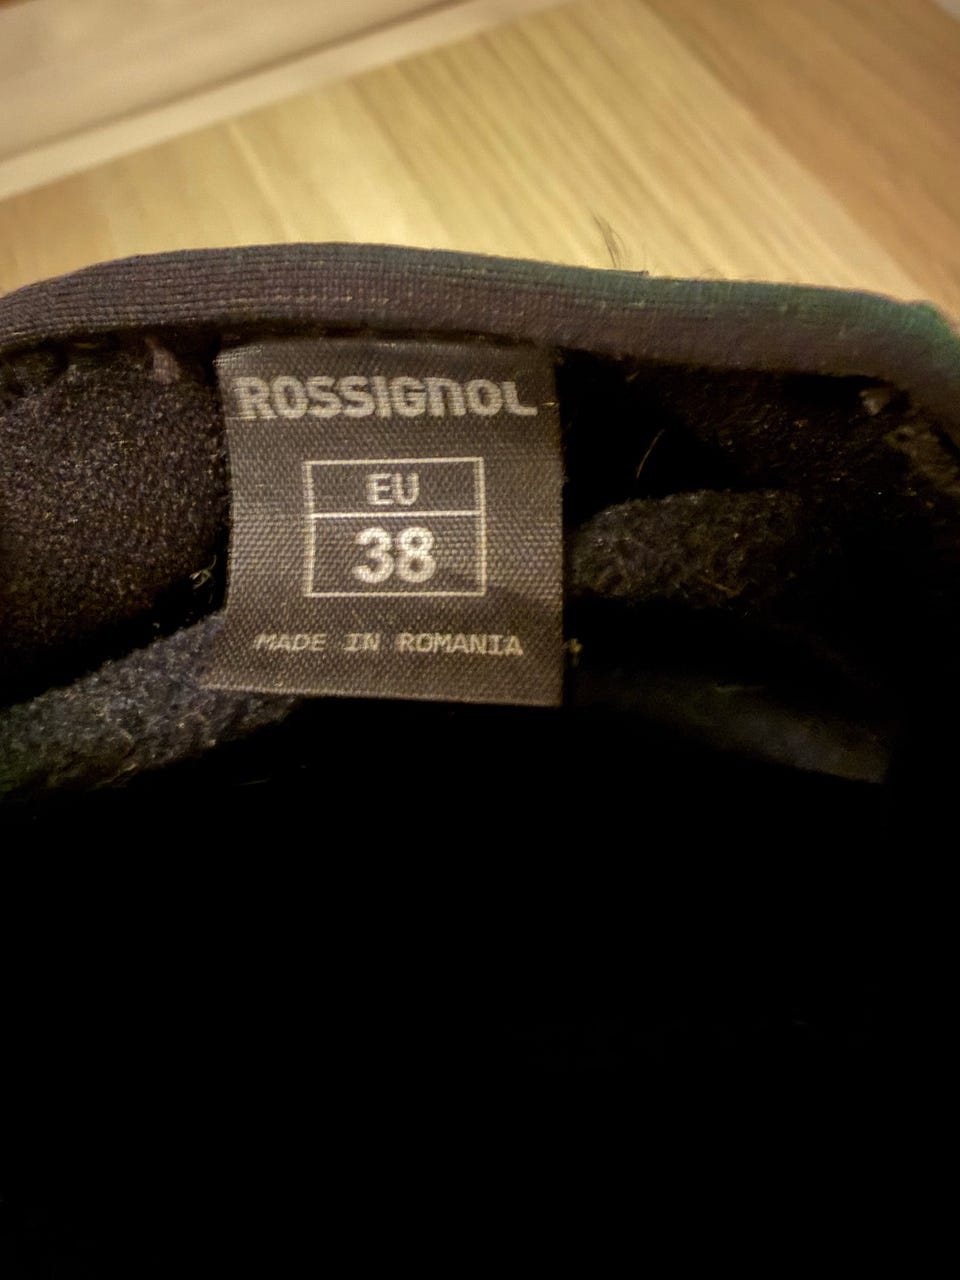 ROSSIGNOL
EU
38
MADE IN ROMANIA